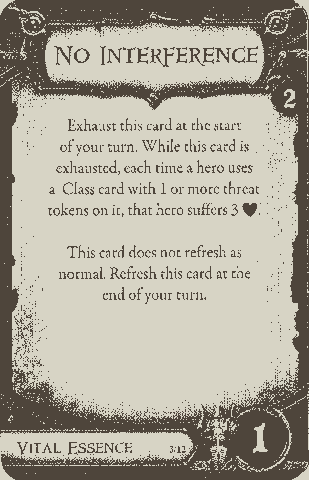 NO INTERFERENCE
2
Exhaust this card at the start
of your turn. While this card is
exhausted, each time a hero uses
a Class card with 1 or more threat
tokens on it, that hero suffers 3 ♥.
This card does not refresh as
normal. Refresh this card at the
end of your turn.
VITAL ESSENCE 3/12
1